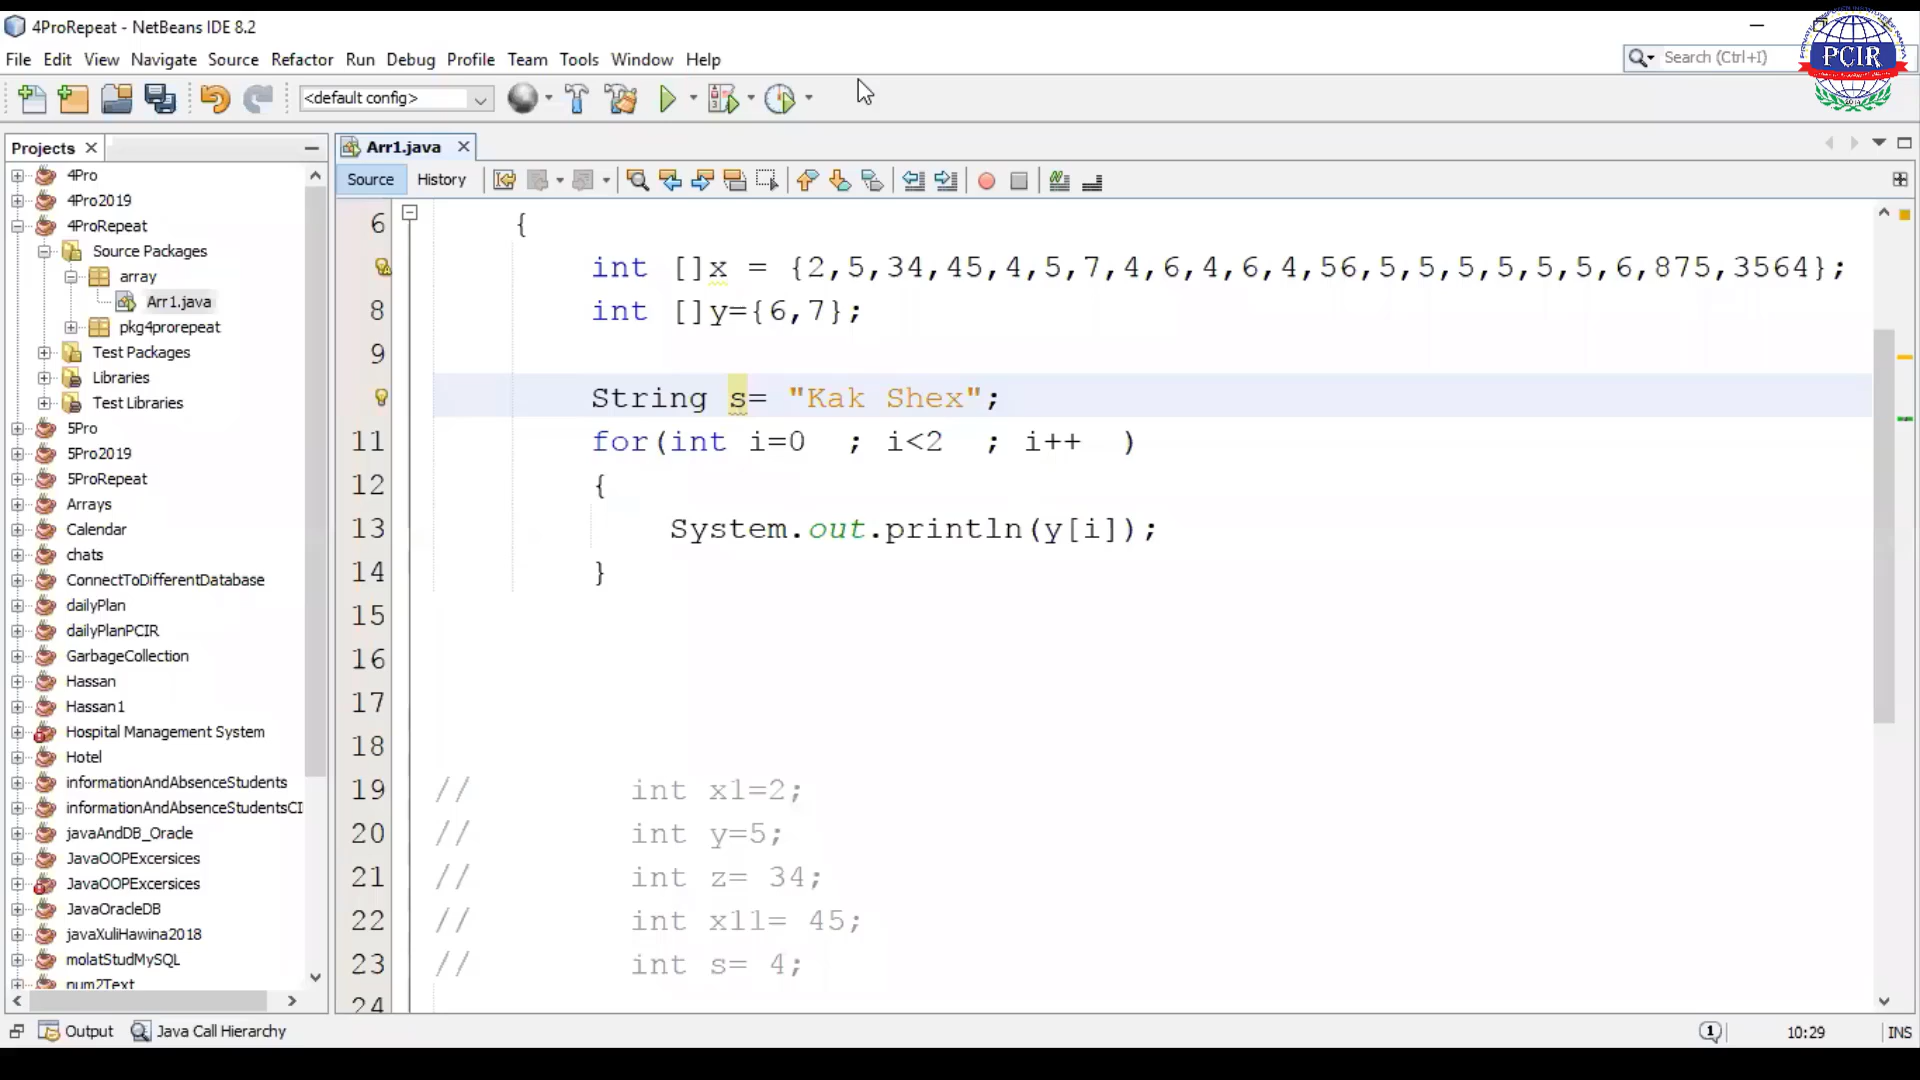 4ProRepeat - NetBeans IDE 8.2
File Edit View Navigate Source Refactor Run Debug Profile Team Tools Window Help
Search (Ctrl+I)
PCIR
<default config>
Projects
Arr1.java
Source History
4Pro
4Pro2019
4ProRepeat
Source Packages
array
Arr1.java
pkg4prorepeat
Test Packages
Libraries
Test Libraries
5Pro
5Pro2019
5ProRepeat
Arrays
Calendar
chats
ConnectToDifferentDatabase
dailyPlan
dailyPlanPCIR
GarbageCollection
Hassan
Hassan1
Hospital Management System
Hotel
informationAndAbsenceStudents
informationAndAbsenceStudentsCI
javaAndDB_Oracle
JavaOOPExcersices
JavaOOPExcersices
JavaOracleDB
javaXuliHawina2018
molatStudMySQL
num2Text
6 {
int []x = {2,5,34,45,4,5,7,4,6,4,6,4,56,5,5,5,5,5,5,6,875,3564};
8 int []y={6,7};
9
String s= "Kak Shex";
11 for(int i=0 ; i<2 ; i++ )
12 {
13 System.out.println(y[i]);
14 }
15
16
17
18
19 // int x1=2;
20 // int y=5;
21 // int z= 34;
22 // int x11= 45;
23 // int s= 4;
24
Output Java Call Hierarchy
1 10:29 INS